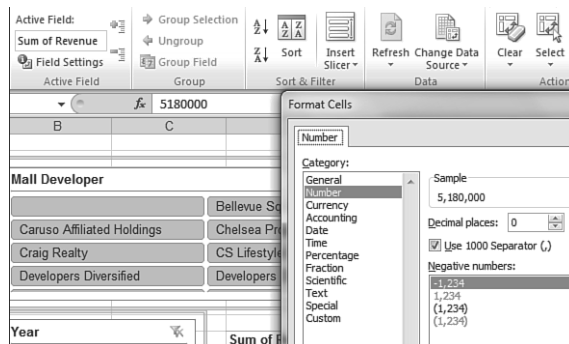 Active Field:
Sum of Revenue
Field Settings
Active Field
Group Selection
Ungroup
Group Field
Group
Sort
Insert
Slicer
Sort & Filter
Refresh
Change Data
Source
Data
Clear
Select
Action
fx 5180000
B C
Format Cells
Number
Category:
General
Number
Currency
Accounting
Date
Time
Percentage
Fraction
Scientific
Text
Special
Custom
Sample
5,180,000
Decimal places: 0
Use 1000 Separator (,)
Negative numbers:
-1,234
1,234
(1,234)
(1,234)
Mall Developer
Bellevue Sq
Caruso Affiliated Holdings
Chelsea Pr
Craig Realty
CS Lifestyle
Developers Diversified
Developers
Year
Sum of